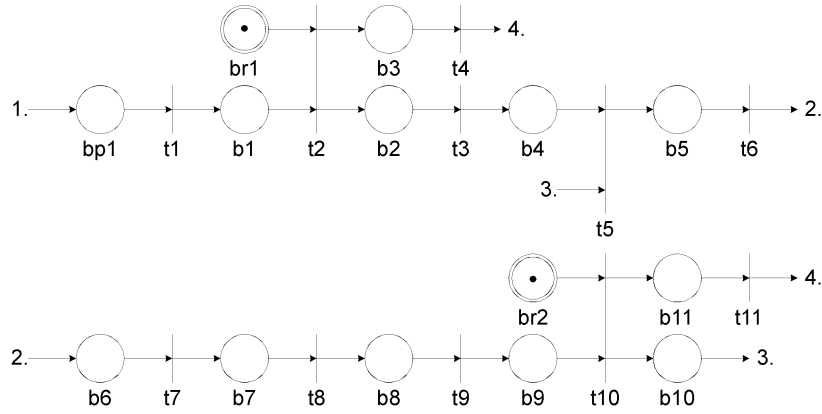 4.
br1 b3 t4
1. 2.
bp1 t1 b1 t2 b2 t3 b4 b5 t6
3.
t5
4.
br2 b11 t11
2. 3.
b6 t7 b7 t8 b8 t9 b9 t10 b10